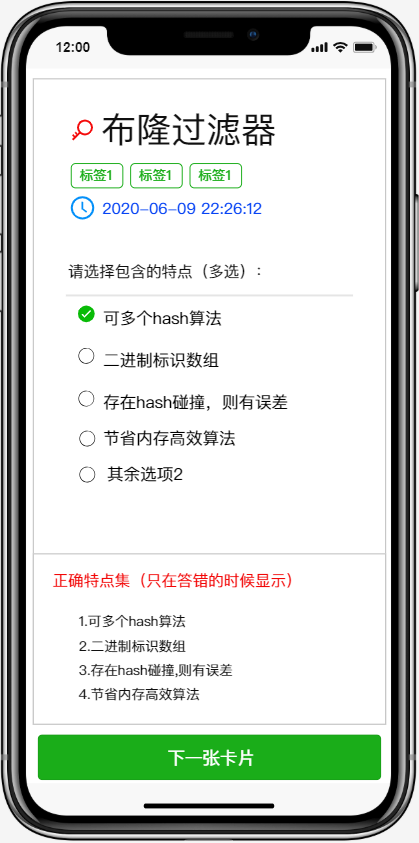 12:00
布隆过滤器
标签1 标签1 标签1
2020-06-09 22:26:12
请选择包含的特点（多选）：
可多个hash算法
二进制标识数组
存在hash碰撞，则有误差
节省内存高效算法
其余选项2
正确特点集（只在答错的时候显示）
1.可多个hash算法
2.二进制标识数组
3.存在hash碰撞,则有误差
4.节省内存高效算法
下一张卡片